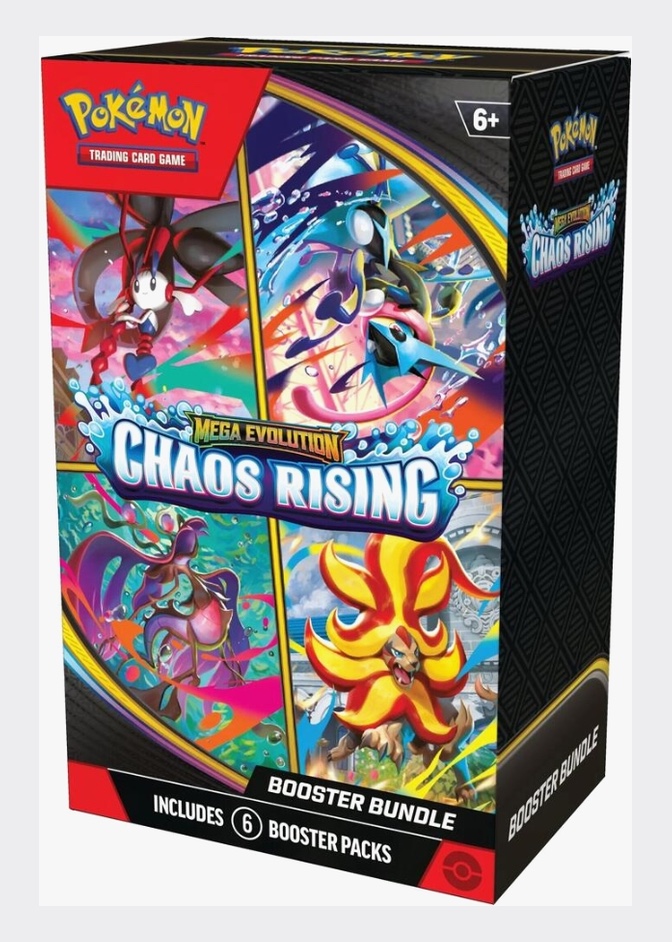 POKéMON
TRADING CARD GAME
6+
MEGA EVOLUTION
CHAOS RISING
BOOSTER BUNDLE
INCLUDES 6 BOOSTER PACKS
POKéMON
TRADING CARD GAME
MEGA EVOLUTION
CHAOS RISING
BOOSTER BUNDLE